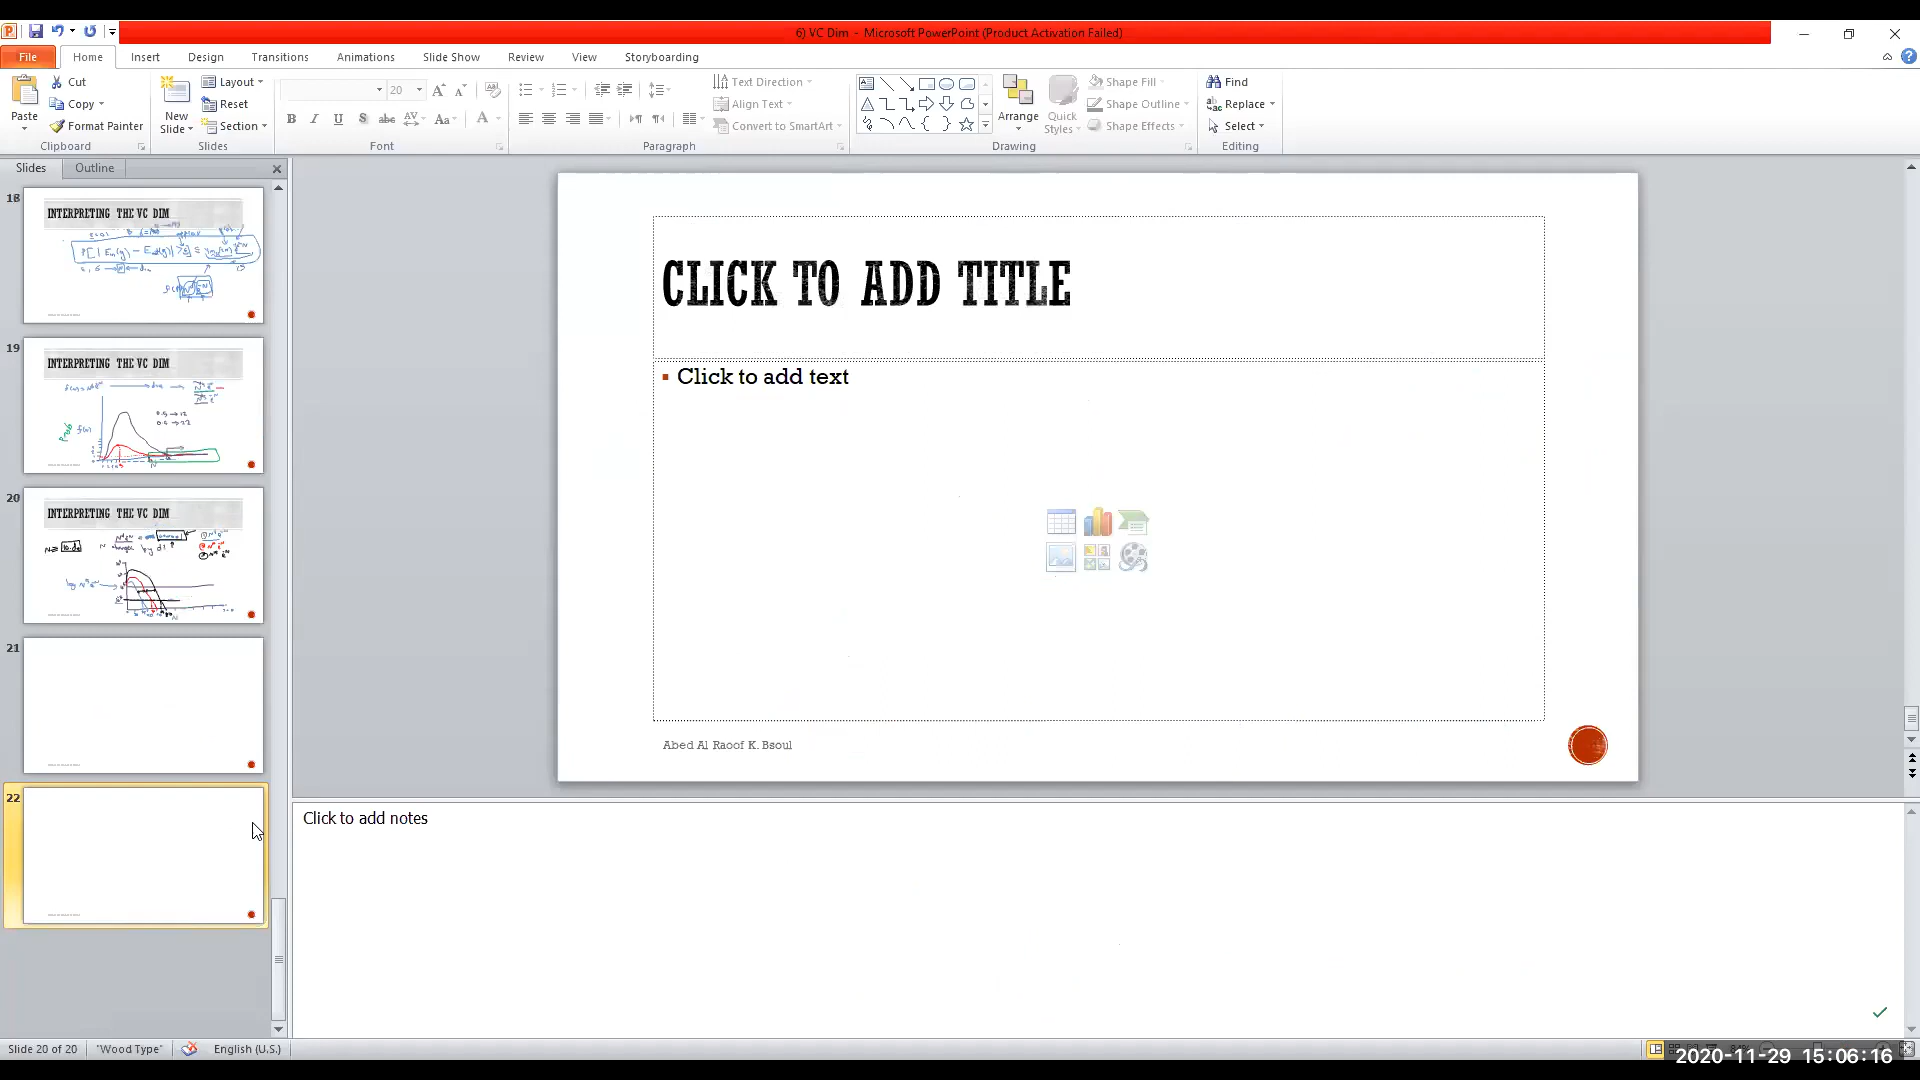 6) VC Dim - Microsoft PowerPoint (Product Activation Failed)
File Home Insert Design Transitions Animations Slide Show Review View Storyboarding
Paste
Cut
Copy
Format Painter
Clipboard
New Slide
Layout
Reset
Section
Slides
20
Font
Text Direction
Align Text
Convert to SmartArt
Paragraph
Arrange
Quick Styles
Shape Fill
Shape Outline
Shape Effects
Drawing
Find
Replace
Select
Editing
Slides Outline
18
INTERPRETING THE VC DIM
19
INTERPRETING THE VC DIM
20
INTERPRETING THE VC DIM
21
22
CLICK TO ADD TITLE
Click to add text
Abed Al Raoof K. Bsoul
Click to add notes
Slide 20 of 20 "Wood Type" English (U.S.)
2020-11-29 15:06:16